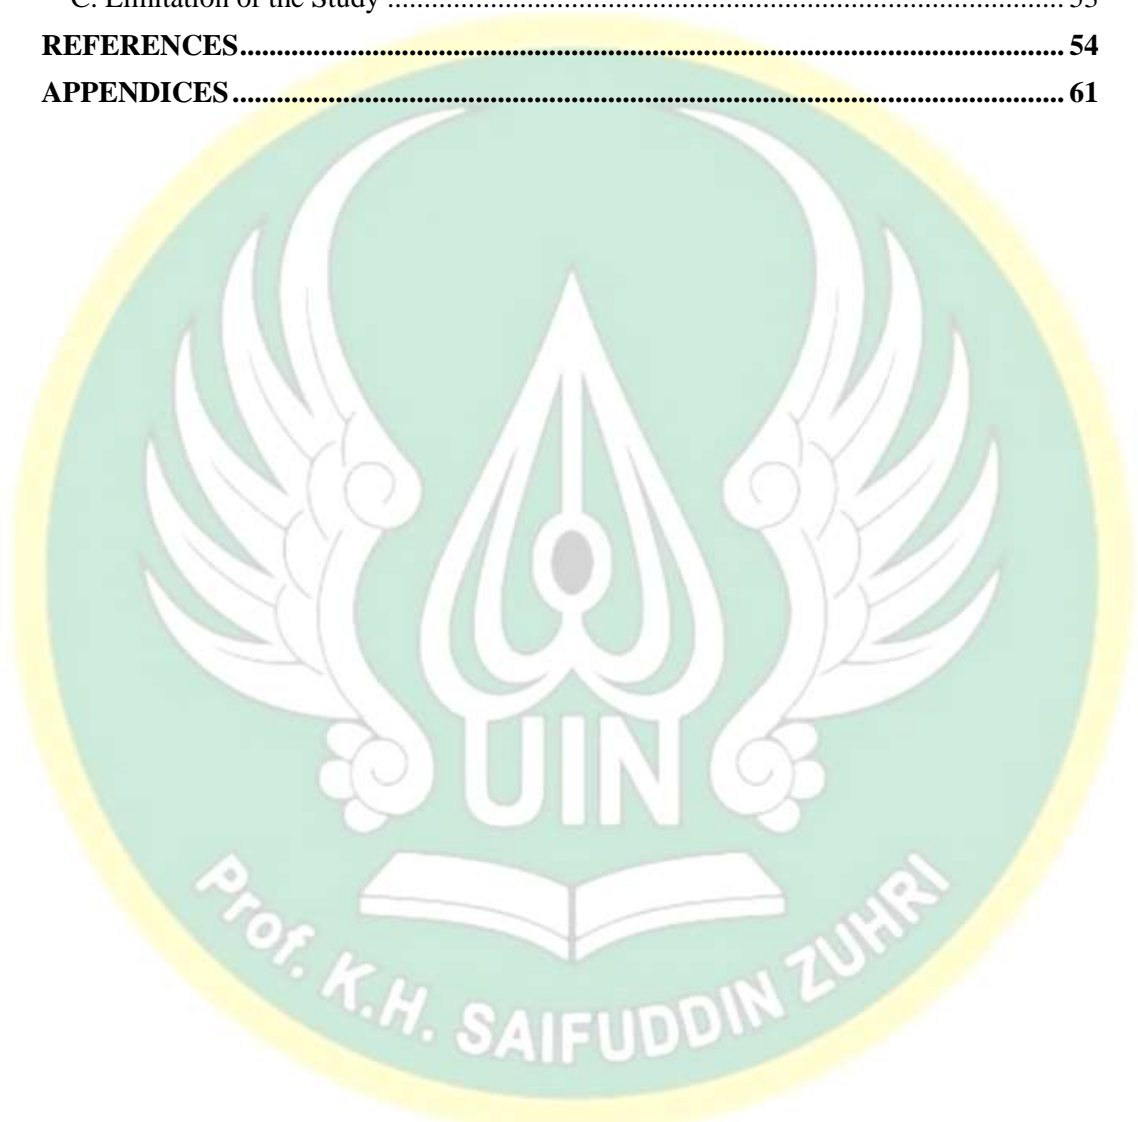 C. Limitation of the Study ........................................................................................ 53
REFERENCES............................................................................................................ 54
APPENDICES............................................................................................................. 61
UIN
Prof. K.H. SAIFUDDIN ZUHRI